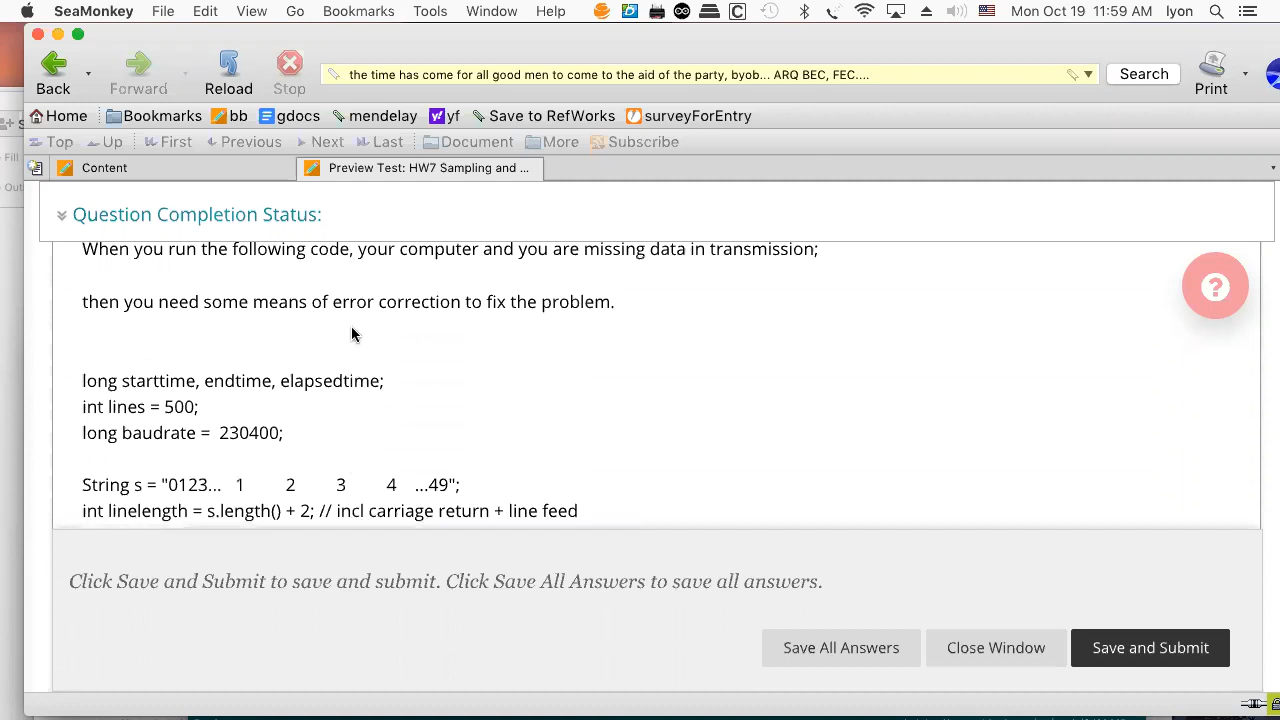 SeaMonkey File Edit View Go Bookmarks Tools Window Help Mon Oct 19 11:59 AM lyon
the time has come for all good men to come to the aid of the party, byob... ARQ BEC, FEC.... Search
Back Forward Reload Stop Print
Home Bookmarks bb gdocs mendelay yf Save to RefWorks surveyForEntry
Top Up First Previous Next Last Document More Subscribe
Content Preview Test: HW7 Sampling and ...
Question Completion Status:
When you run the following code, your computer and you are missing data in transmission;
then you need some means of error correction to fix the problem.
long starttime, endtime, elapsedtime;
int lines = 500;
long baudrate = 230400;
String s = "0123... 1 2 3 4 ...49";
int linelength = s.length() + 2; // incl carriage return + line feed
Click Save and Submit to save and submit. Click Save All Answers to save all answers.
Save All Answers Close Window Save and Submit